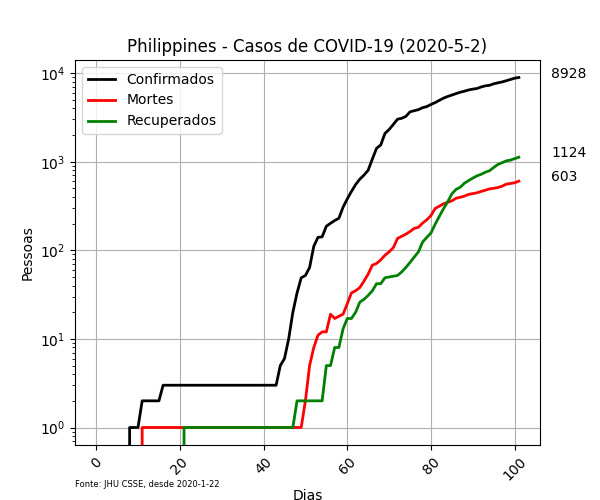 Philippines - Casos de COVID-19 (2020-5-2)
Confirmados
Mortes
Recuperados
8928
1124
603
Pessoas
10⁴
10³
10²
10¹
10⁰
0 20 40 60 80 100
Fonte: JHU CSSE, desde 2020-1-22
Dias